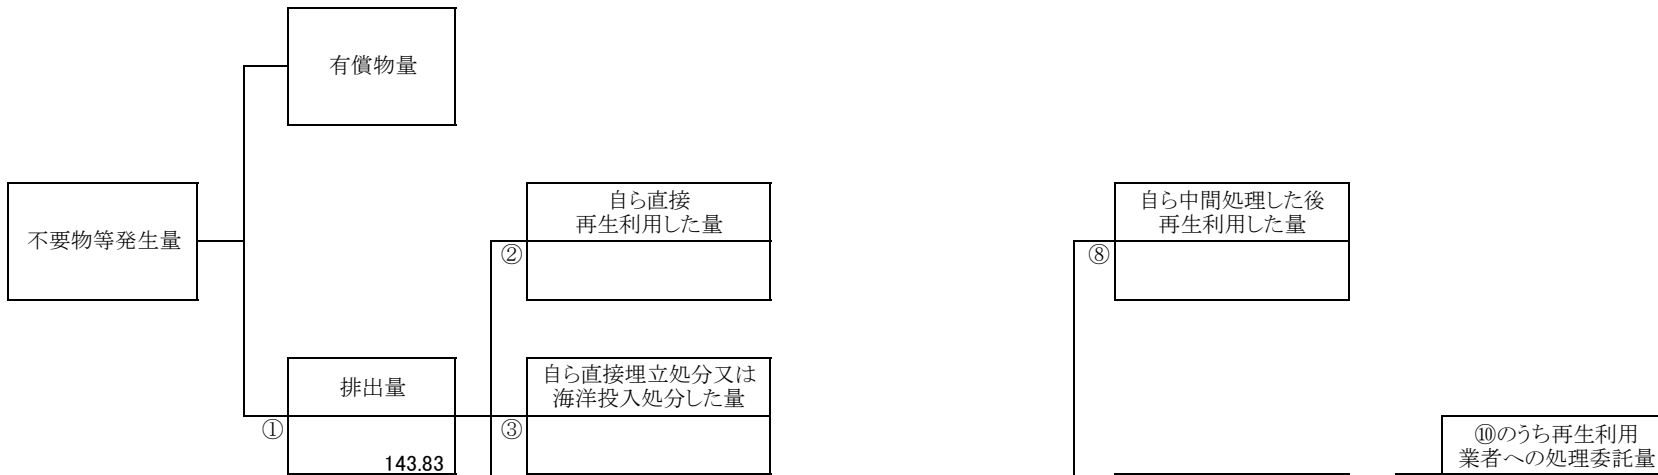 有償物量
不要物等発生量
自ら直接
再生利用した量
②
自ら中間処理した後
再生利用した量
⑧
排出量
①
143.83
自ら直接埋立処分又は
海洋投入処分した量
③
⑩のうち再生利用
業者への処理委託量